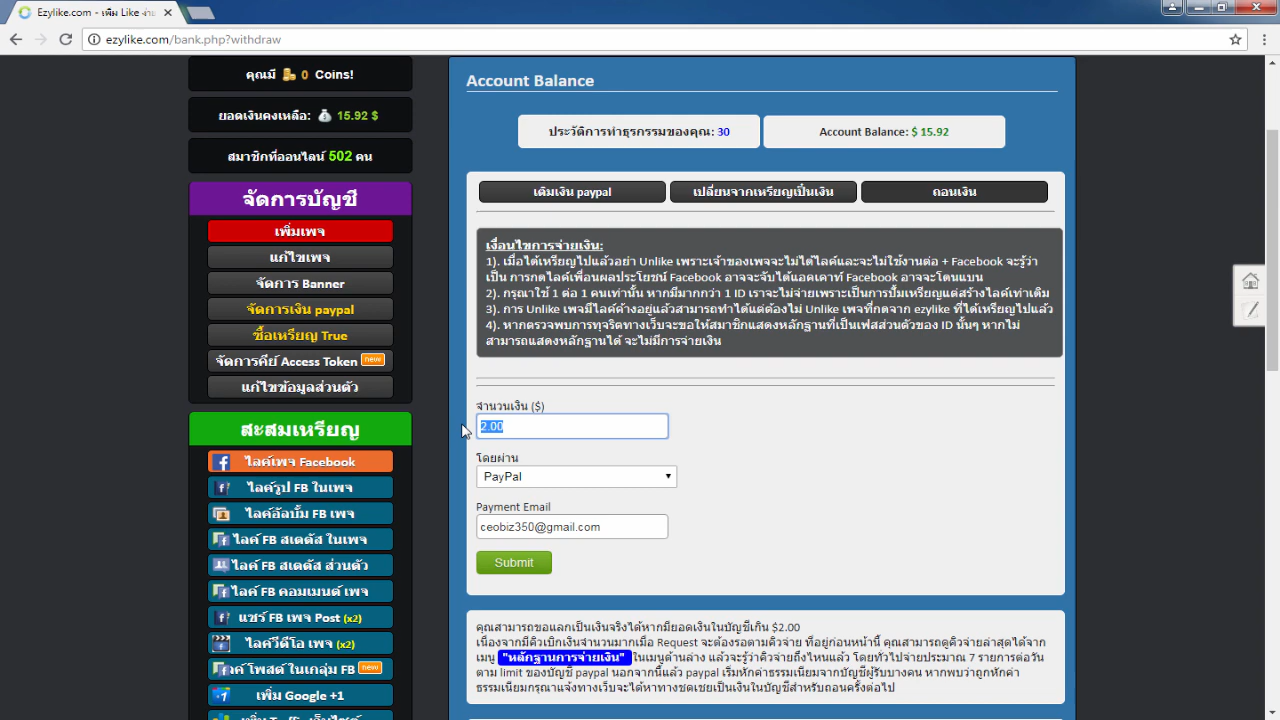 Ezylike.com - เพิ่ม Like
ezylike.com/bank.php?withdraw
คุณมี 0 Coins!
ยอดเงินคงเหลือ: 15.92 $
สมาชิกที่ออนไลน์ 502 คน
จัดการบัญชี
เพิ่มเพจ
แก้ไขเพจ
จัดการ Banner
จัดการเงิน paypal
ซื้อเหรียญ True
จัดการคีย์ Access Token new
แก้ไขข้อมูลส่วนตัว
สะสมเหรียญ
ไลค์เพจ Facebook
ไลค์รูป FB ในเพจ
ไลค์อัลบั้ม FB เพจ
ไลค์ FB สเตตัส ในเพจ
ไลค์ FB สเตตัส ส่วนตัว
ไลค์ FB คอมเมนต์ เพจ
แชร์ FB เพจ Post (x2)
ไลค์วีดีโอ เพจ (x2)
ไลค์ โพสต์ ในเกลุ่ม FB new
เพิ่ม Google +1
Account Balance
ประวัติการทำธุรกรรมของคุณ: 30
Account Balance: $ 15.92
เติมเงิน paypal
เปลี่ยนจากเหรียญเป็นเงิน
ถอนเงิน
เงื่อนไขการจ่ายเงิน:
1). เมื่อได้เหรียญไปแล้วอย่า Unlike เพราะเจ้าของเพจจะไม่ได้ไลค์และจะไม่ใช้งานต่อ + Facebook จะรู้ว่า
เป็น การกดไลค์เพื่อนผลประโยชน์ Facebook อาจจะจับได้แอคเคาท์ Facebook อาจจะโดนแบน
2). กรุณาใช้ 1 ต่อ 1 คนเท่านั้น หากมีมากกว่า 1 ID เราจะไม่จ่ายเพราะเป็นการปั้มเหรียญแต่สร้างไลค์เท่าเดิม
3). การ Unlike เพจมีไลค์ค้างอยู่แล้วสามารถทำได้แต่ต้องไม่ Unlike เพจที่กดจาก ezylike ที่ได้เหรียญไปแล้ว
4). หากตรวจพบการทุจริตทางเว็บจะขอให้สมาชิกแสดงหลักฐานที่เป็นเฟสส่วนตัวของ ID นั้นๆ หากไม่
สามารถแสดงหลักฐานได้ จะไม่มีการจ่ายเงิน
จำนวนเงิน ($)
2.00
โดยผ่าน
PayPal
Payment Email
ceobiz350@gmail.com
Submit
คุณสามารถขอแลกเป็นเงินจริงได้หากมียอดเงินในบัญชีเกิน $2.00
เนื่องจากมีคิวเบิกเงินจำนวนมากเมื่อ Request จะต้องรอตามคิวจ่าย ที่อยู่ก่อนหน้านี้ คุณสามารถดูคิวจ่ายล่าสุดได้จาก
เมนู "หลักฐานการจ่ายเงิน" ในเมนูด้านล่าง แล้วจะรู้ว่าคิวจ่ายถึงไหนแล้ว โดยทั่วไปจ่ายประมาณ 7 รายการต่อวัน
ตาม limit ของบัญชี paypal นอกจากนี้แล้ว paypal เริ่มหักค่าธรรมเนียมจากบัญชีผู้รับบางคน หากพบว่าถูกหักค่า
ธรรมเนียมกรุณาแจ้งทางเว็บจะได้หาทางชดเชยเป็นเงินในบัญชีสำหรับถอนครั้งต่อไป